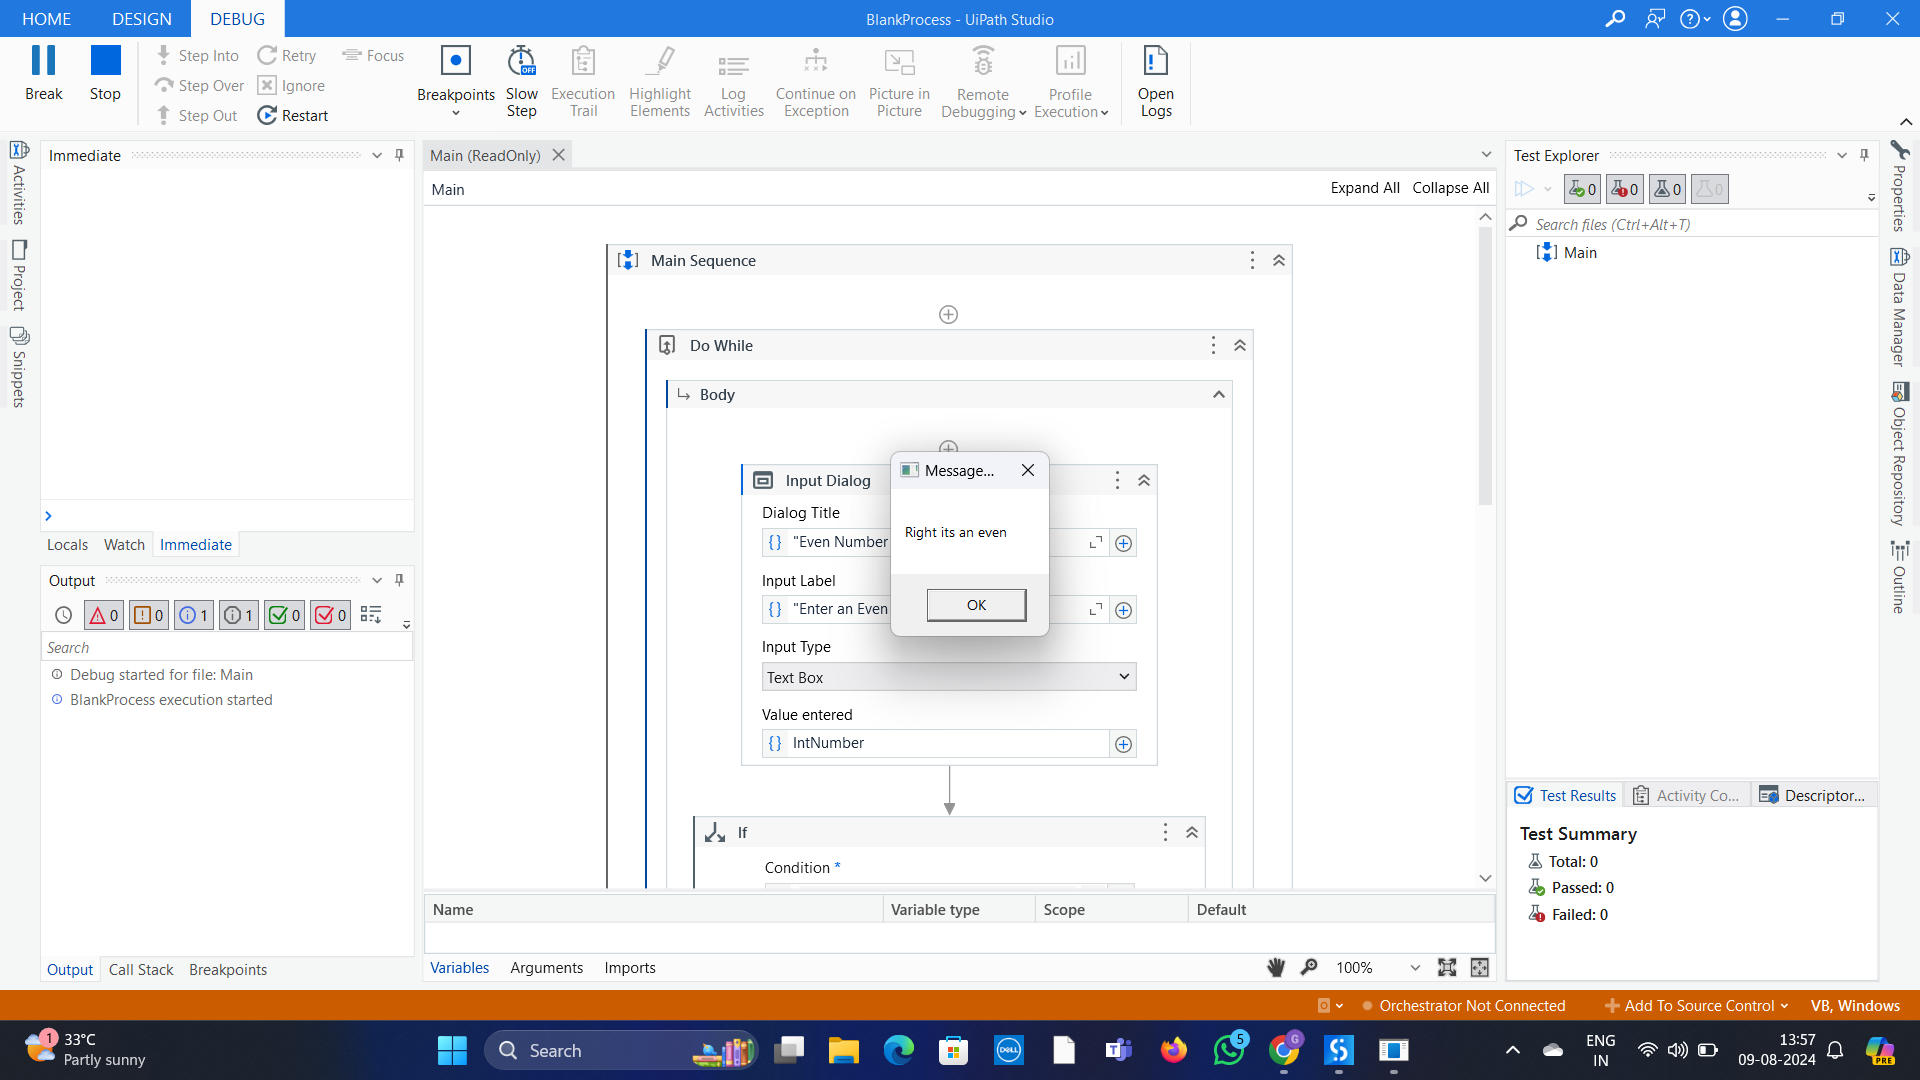 HOME DESIGN DEBUG
BlankProcess - UiPath Studio
Break Stop
Step Into Retry Focus
Step Over Ignore
Step Out Restart
Breakpoints
Slow Step
Execution Trail
Highlight Elements
Log Activities
Continue on Exception
Picture in Picture
Remote Debugging
Profile Execution
Open Logs
Activities
Project
Snippets
Immediate
Locals Watch Immediate
Output
0 0 1 1 0 0
Search
Debug started for file: Main
BlankProcess execution started
Output Call Stack Breakpoints
Main (ReadOnly)
Main Expand All Collapse All
Main Sequence
Do While
Body
Input Dialog
Dialog Title
"Even Number
Input Label
"Enter an Even
Input Type
Text Box
Value entered
IntNumber
If
Condition *
Message...
Right its an even
OK
Name Variable type Scope Default
Variables Arguments Imports 100%
Test Explorer
0 0 0 0
Search files (Ctrl+Alt+T)
Main
Test Results Activity Co... Descriptor...
Test Summary
Total: 0
Passed: 0
Failed: 0
Properties
Data Manager
Object Repository
Outline
Orchestrator Not Connected Add To Source Control VB, Windows
1 33°C
Partly sunny
Search
DELL
5
G
PRE
ENG
IN
13:57
09-08-2024